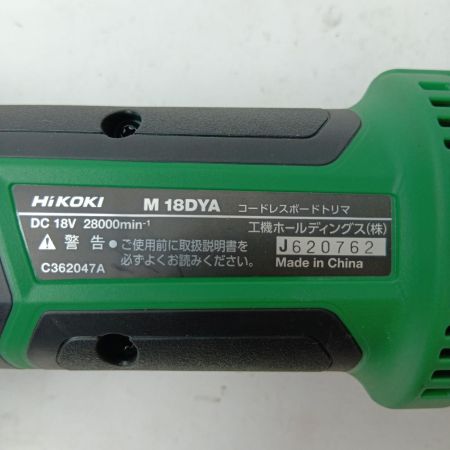 HiKOKI M 18DYA コードレスボードトリマ
DC 18V 28000min⁻¹ 工機ホールディングス(株)
⚠ 警告 ●ご使用前に取扱説明書を
必ずよくお読みください。
J620762
C362047A Made in China